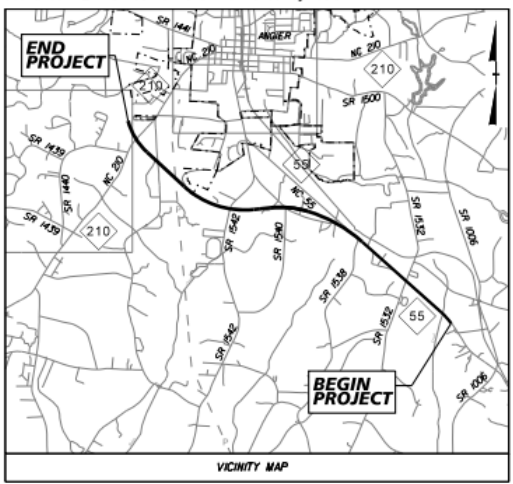 SR 1441
ANGIER
NC 210
END
PROJECT
NC 210
210
210
SR 1500
SR 1439
55
SR 1440
NC 210
NC 55
SR 1439
210
SR 1542
SR 1540
SR 1532
SR 1006
SR 1538
SR 1542
SR 1532
55
BEGIN
PROJECT
SR 1006
VICINITY MAP